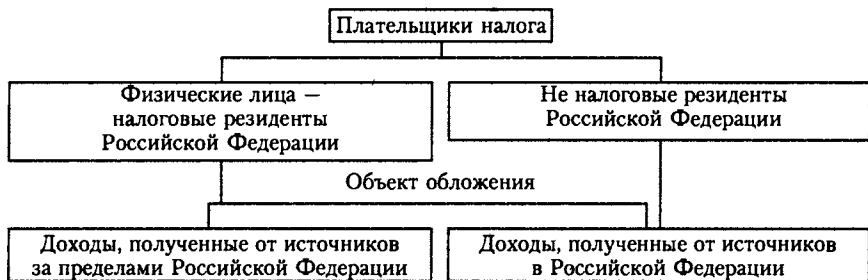 Плательщики налога
Физические лица —
налоговые резиденты
Российской Федерации
Не налоговые резиденты
Российской Федерации
Объект обложения
Доходы, полученные от источников
за пределами Российской Федерации
Доходы, полученные от источников
в Российской Федерации